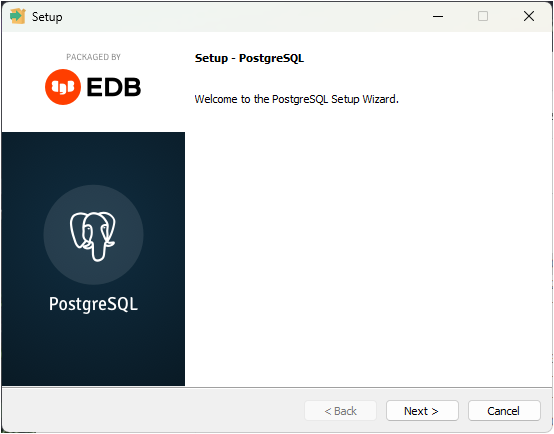 Setup
PACKAGED BY
EDB
Setup - PostgreSQL
Welcome to the PostgreSQL Setup Wizard.
PostgreSQL
< Back
Next >
Cancel